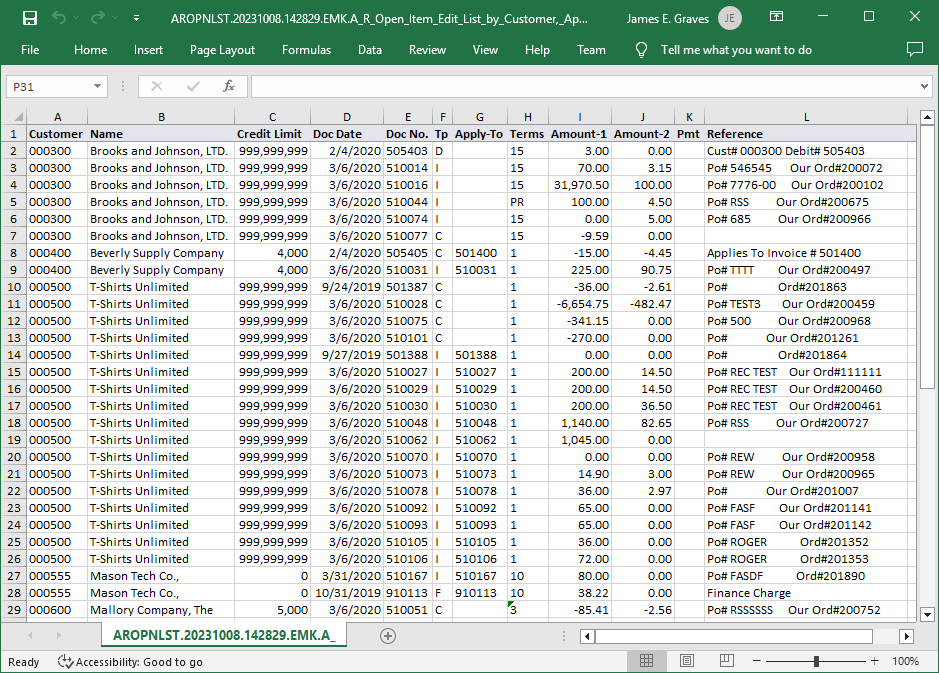 AROPNLST.20231008.142829.EMK.A_R_Open_Item_Edit_List_by_Customer,_Ap... James E. Graves JE
File Home Insert Page Layout Formulas Data Review View Help Team Tell me what you want to do
P31 fx
A B C D E F G H I J K L
1 Customer Name Credit Limit Doc Date Doc No. Tp Apply-To Terms Amount-1 Amount-2 Pmt Reference
2 000300 Brooks and Johnson, LTD. 999,999,999 2/4/2020 505403 D 15 3.00 0.00 Cust# 000300 Debit# 505403
3 000300 Brooks and Johnson, LTD. 999,999,999 3/6/2020 510014 I 15 70.00 3.15 Po# 546545 Our Ord#200072
4 000300 Brooks and Johnson, LTD. 999,999,999 3/6/2020 510016 I 15 31,970.50 100.00 Po# 7776-00 Our Ord#200102
5 000300 Brooks and Johnson, LTD. 999,999,999 3/6/2020 510044 I PR 100.00 4.50 Po# RSS Our Ord#200675
6 000300 Brooks and Johnson, LTD. 999,999,999 3/6/2020 510074 I 15 0.00 5.00 Po# 685 Our Ord#200966
7 000300 Brooks and Johnson, LTD. 999,999,999 3/6/2020 510077 C 15 -9.59 0.00
8 000400 Beverly Supply Company 4,000 2/4/2020 505405 C 501400 1 -15.00 -4.45 Applies To Invoice # 501400
9 000400 Beverly Supply Company 4,000 3/6/2020 510031 I 510031 1 225.00 90.75 Po# TTTT Our Ord#200497
10 000500 T-Shirts Unlimited 999,999,999 9/24/2019 501387 C 1 -36.00 -2.61 Po# Ord#201863
11 000500 T-Shirts Unlimited 999,999,999 3/6/2020 510028 C 1 -6,654.75 -482.47 Po# TEST3 Our Ord#200459
12 000500 T-Shirts Unlimited 999,999,999 3/6/2020 510075 C 1 -341.15 0.00 Po# 500 Our Ord#200968
13 000500 T-Shirts Unlimited 999,999,999 3/6/2020 510101 C 1 -270.00 0.00 Po# Our Ord#201261
14 000500 T-Shirts Unlimited 999,999,999 9/27/2019 501388 I 501388 1 0.00 0.00 Po# Ord#201864
15 000500 T-Shirts Unlimited 999,999,999 3/6/2020 510027 I 510027 1 200.00 14.50 Po# REC TEST Our Ord#111111
16 000500 T-Shirts Unlimited 999,999,999 3/6/2020 510029 I 510029 1 200.00 14.50 Po# REC TEST Our Ord#200460
17 000500 T-Shirts Unlimited 999,999,999 3/6/2020 510030 I 510030 1 200.00 36.50 Po# REC TEST Our Ord#200461
18 000500 T-Shirts Unlimited 999,999,999 3/6/2020 510048 I 510048 1 1,140.00 82.65 Po# RSS Our Ord#200727
19 000500 T-Shirts Unlimited 999,999,999 3/6/2020 510062 I 510062 1 1,045.00 0.00
20 000500 T-Shirts Unlimited 999,999,999 3/6/2020 510070 I 510070 1 0.00 0.00 Po# REW Our Ord#200958
21 000500 T-Shirts Unlimited 999,999,999 3/6/2020 510073 I 510073 1 14.90 3.00 Po# REW Our Ord#200965
22 000500 T-Shirts Unlimited 999,999,999 3/6/2020 510078 I 510078 1 36.00 2.97 Po# Our Ord#201007
23 000500 T-Shirts Unlimited 999,999,999 3/6/2020 510092 I 510092 1 65.00 0.00 Po# FASF Our Ord#201141
24 000500 T-Shirts Unlimited 999,999,999 3/6/2020 510093 I 510093 1 65.00 0.00 Po# FASF Our Ord#201142
25 000500 T-Shirts Unlimited 999,999,999 3/6/2020 510105 I 510105 1 36.00 0.00 Po# ROGER Ord#201352
26 000500 T-Shirts Unlimited 999,999,999 3/6/2020 510106 I 510106 1 72.00 0.00 Po# ROGER Ord#201353
27 000555 Mason Tech Co., 0 3/31/2020 510167 I 510167 10 80.00 0.00 Po# FASDF Ord#201890
28 000555 Mason Tech Co., 0 10/31/2019 910113 F 910113 10 38.22 0.00 Finance Charge
29 000600 Mallory Company, The 5,000 3/6/2020 510051 C 3 -85.41 -2.56 Po# RSSSSSS Our Ord#200752
AROPNLST.20231008.142829.EMK.A_
Ready Accessibility: Good to go 100%